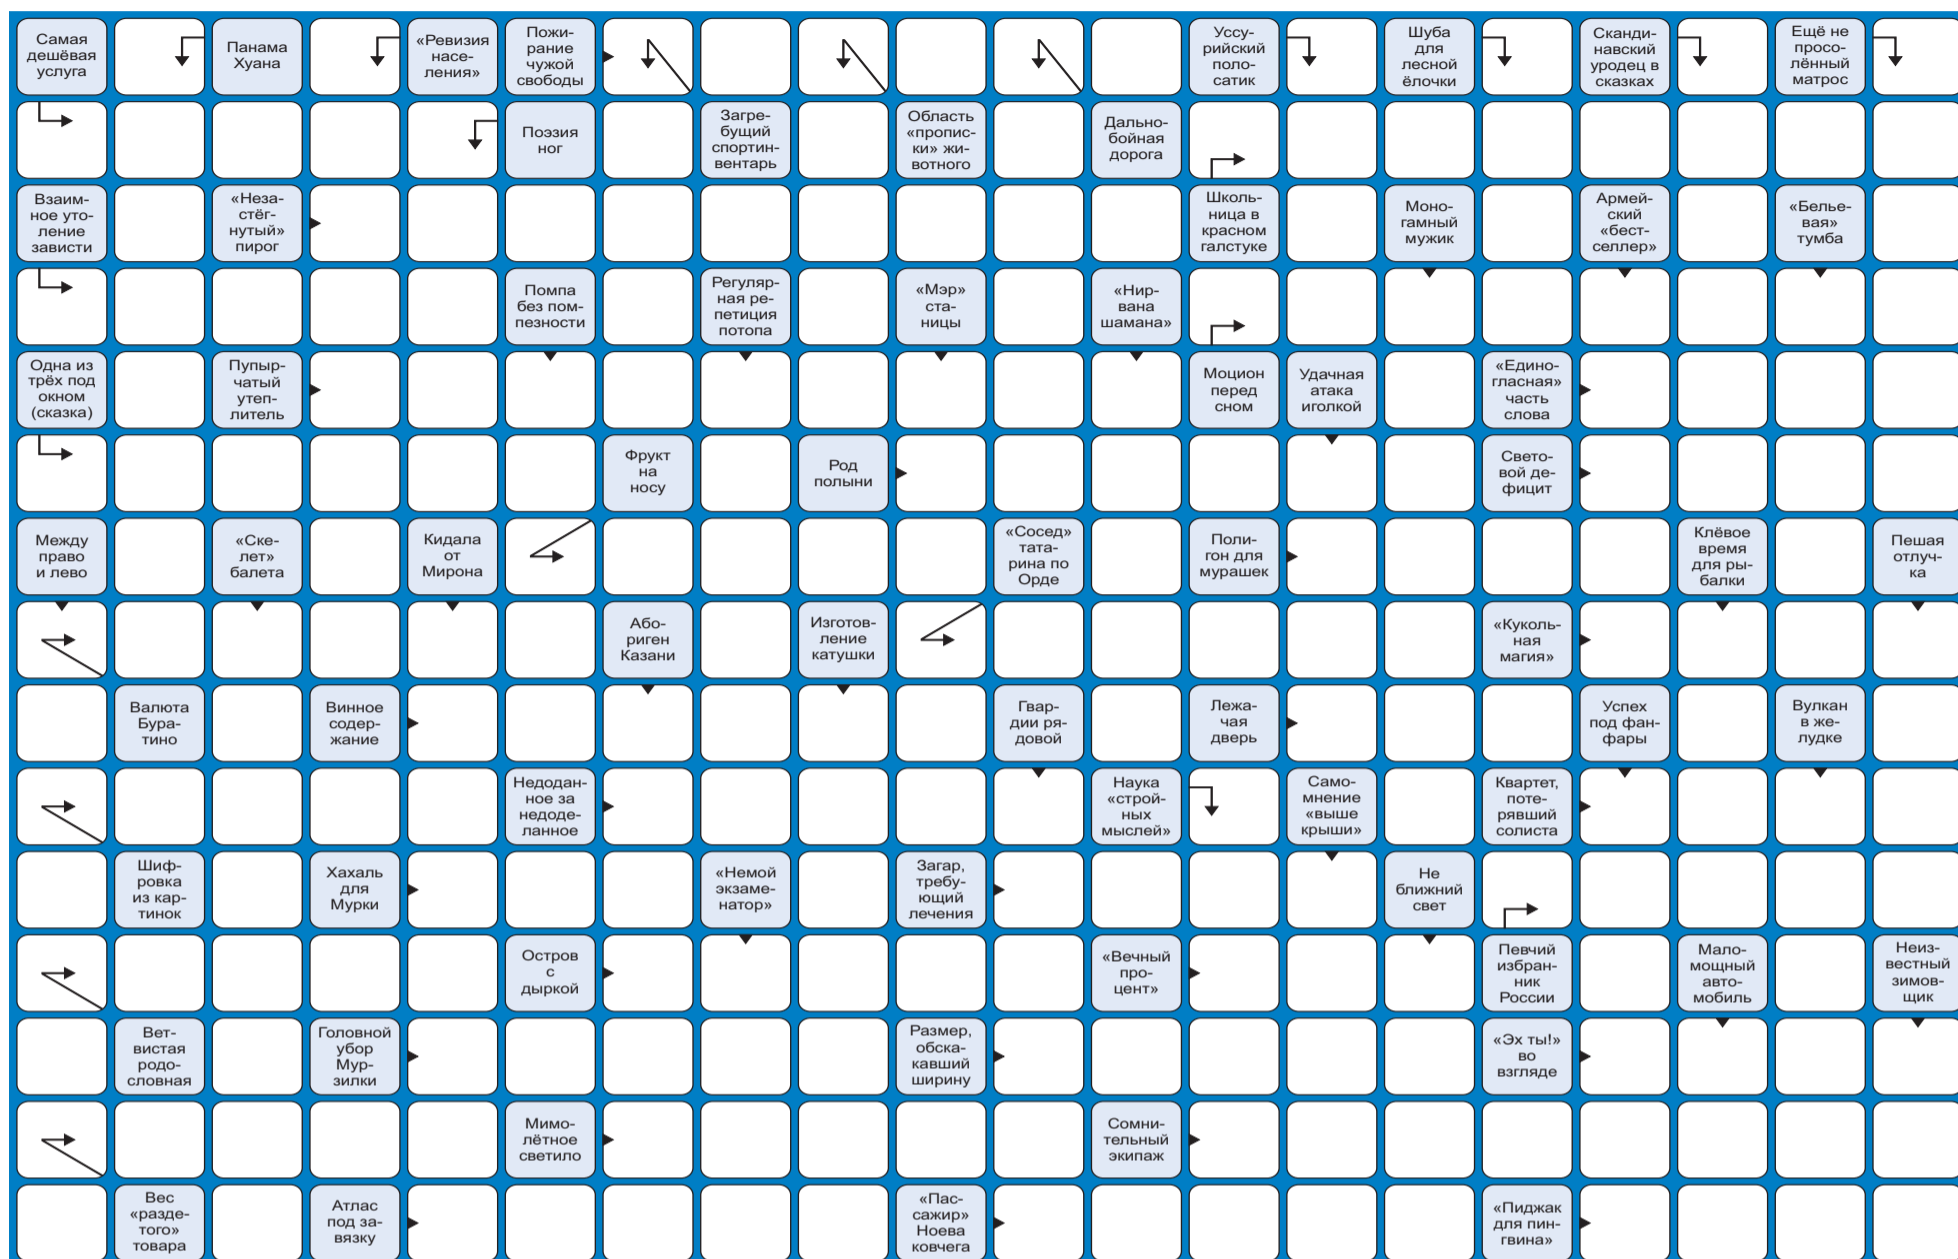 Самая
дешёвая
услуга
Панама
Хуана
«Ревизия
насе-
ления»
Пожи-
рание
чужой
свободы
Уссу-
рийский
поло-
сатик
Шуба
для
лесной
ёлочки
Сканди-
навский
уродец в
сказках
Ещё не
просо-
лённый
матрос
Поэзия
ног
Загре-
бущий
спортин-
вентарь
Область
«пропис-
ки» жи-
вотного
Дально-
бойная
дорога
Взаим-
ное уто-
ление
зависти
«Неза-
стёг-
нутый»
пирог
Школь-
ница в
красном
галстуке
Моно-
гамный
мужик
Армей-
ский
«бест-
селлер»
«Белье-
вая»
тумба
Помпа
без пом-
пезности
Регуляр-
ная ре-
петиция
потопа
«Мэр»
ста-
ницы
«Нир-
вана
шамана»
Одна из
трёх под
окном
(сказка)
Пупыр-
чатый
утеп-
литель
Моцион
перед
сном
Удачная
атака
иголкой
«Едино-
гласная»
часть
слова
Фрукт
на
носу
Род
полыни
Свето-
вой де-
фицит
Между
право
и лево
«Ске-
лет»
балета
Кидала
от
Мирона
«Сосед»
тата-
рина по
Орде
Поли-
гон для
мурашек
Клёвое
время
для ры-
балки
Пешая
отлуч-
ка
Або-
риген
Казани
Изготов-
ление
катушки
«Куколь-
ная
магия»
Валюта
Бура-
тино
Винное
содер-
жание
Гвар-
дии ря-
довой
Лежа-
чая
дверь
Успех
под фан-
фары
Вулкан
в же-
лудке
Недодан-
ное за
недоде-
ланное
Наука
«строй-
ных
мыслей»
Само-
мнение
«выше
крыши»
Квартет,
поте-
рявший
солиста
Шиф-
ровка
из кар-
тинок
Хахаль
для
Мурки
«Немой
экзаме-
натор»
Загар,
требу-
ющий
лечения
Не
ближний
свет
Остров
с
дыркой
«Вечный
про-
цент»
Певчий
избран-
ник
России
Мало-
мощный
авто-
мобиль
Неиз-
вестный
зимов-
щик
Вет-
вистая
родо-
словная
Головной
убор
Мур-
зилки
Размер,
обска-
кавший
ширину
«Эх ты!»
во
взгляде
Мимо-
лётное
светило
Сомни-
тельный
экипаж
Вес
«разде-
того»
товара
Атлас
под за-
вязку
«Пас-
сажир»
Ноева
ковчега
«Пиджак
для пин-
гвина»